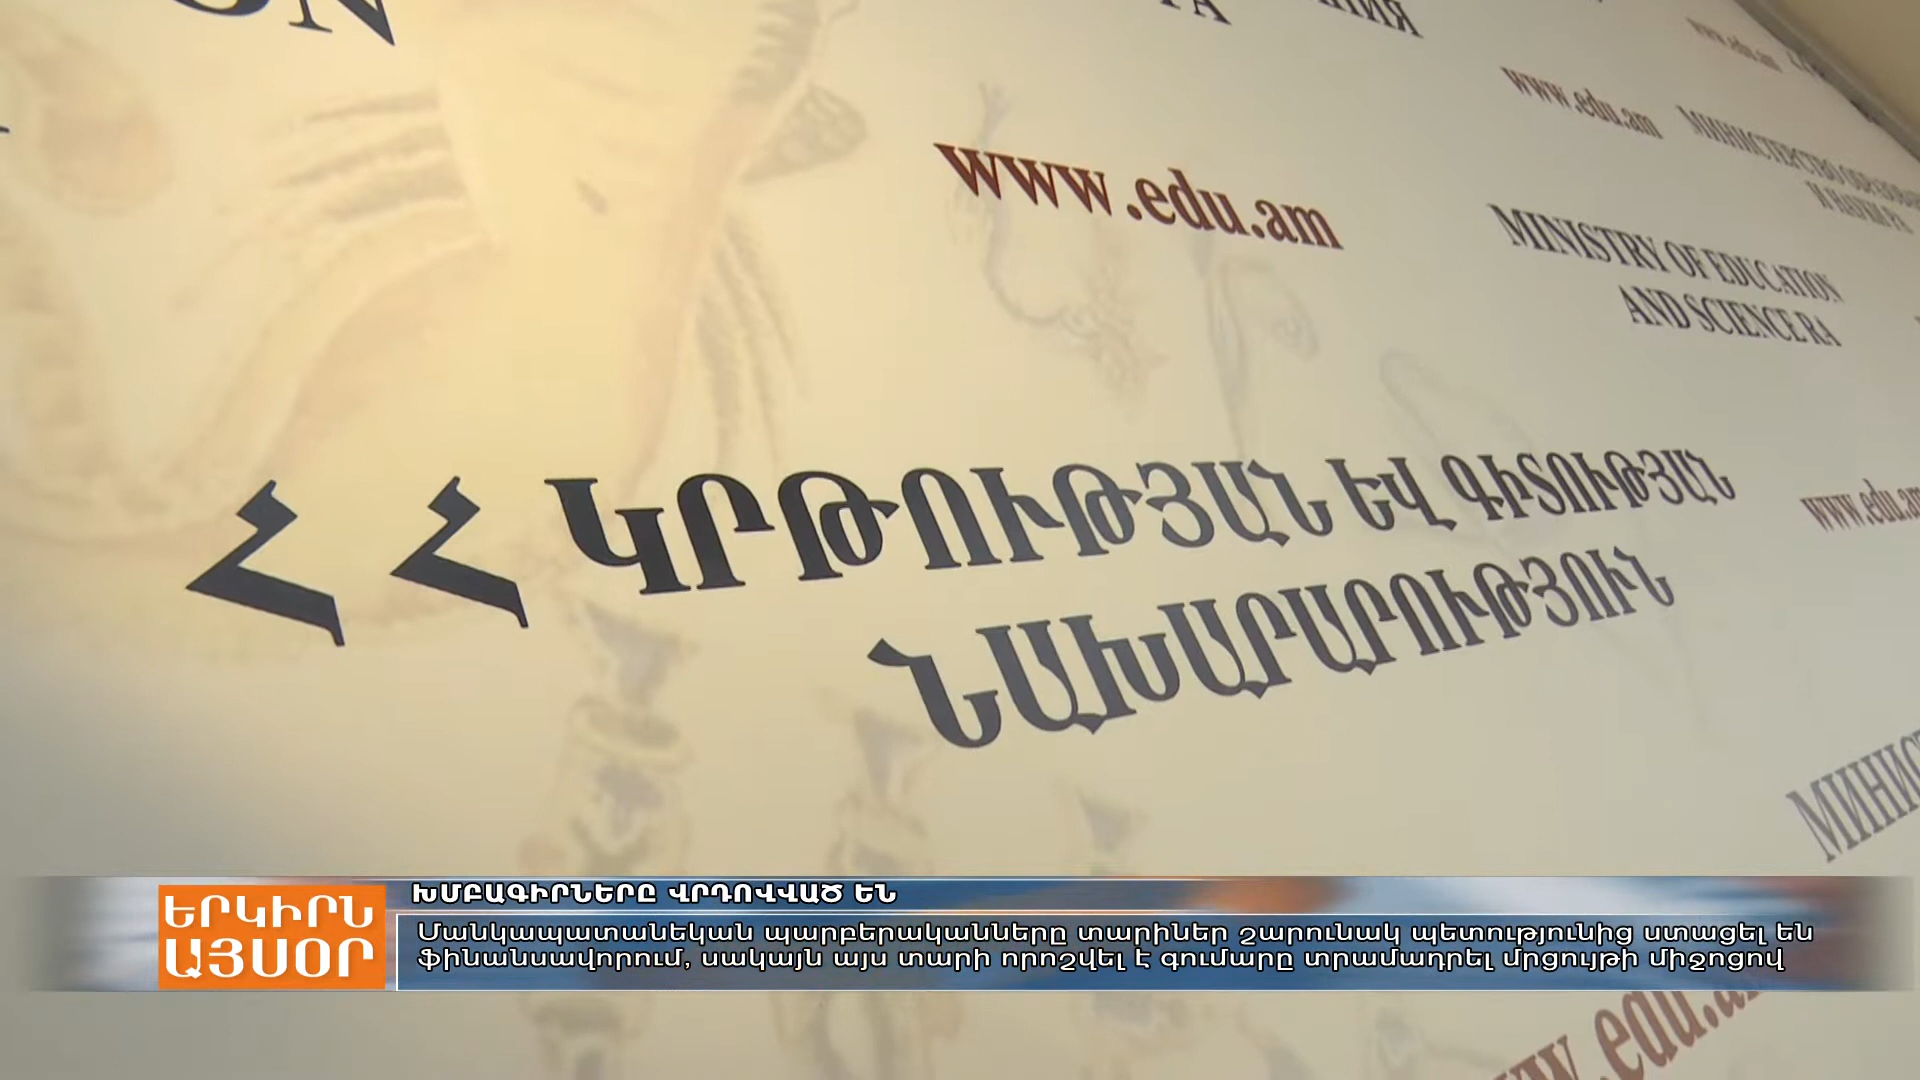 www.edu.am
www.edu.am
МИНИСТЕРСТВО
MINISTRY OF EDUCATION
AND SCIENCE RA
ՀՀ ԿՐԹՈՒԹՅԱՆ ԵՎ ԳԻՏՈՒԹՅԱՆ
ՆԱԽԱՐԱՐՈՒԹՅՈՒՆ
www.edu.am
ԽՄԲԱԳԻՐՆԵՐԸ ՎՐԴՈՎՎԱԾ ԵՆ
ԵՐԿԻՐՆ
ԱՅՍՕՐ
Մանկապատանեկան պարբերականները տարիներ շարունակ պետությունից ստացել են
ֆինանսավորում, սակայն այս տարի որոշվել է գումարը տրամադրել մրցույթի միջոցով